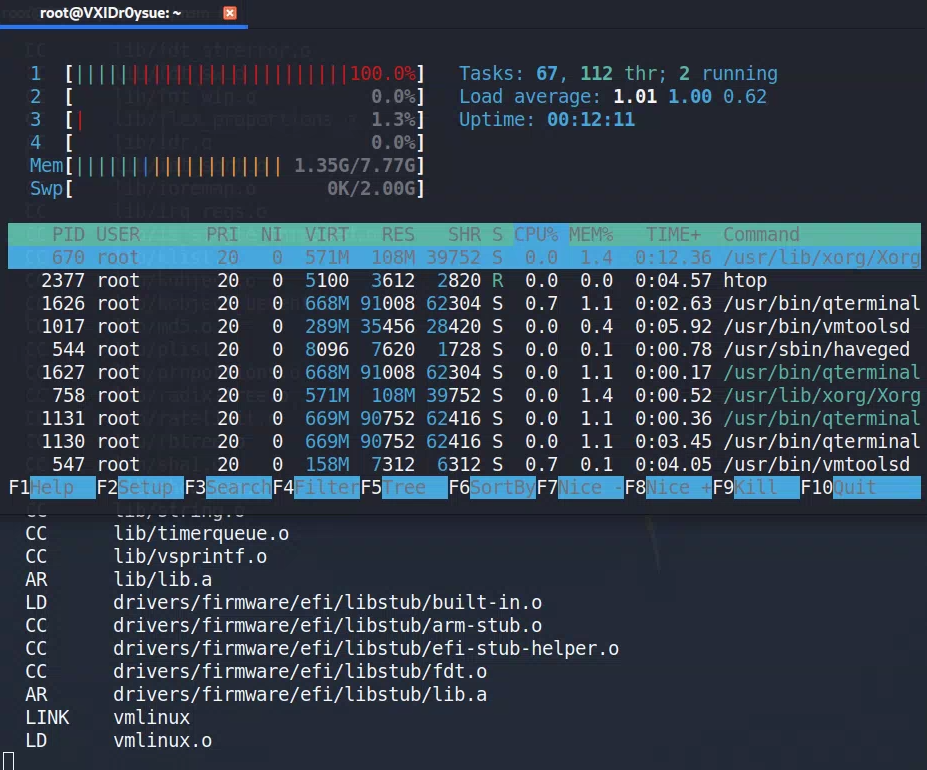 root@VXIDr0ysue: ~
lib/fdt_strerror.o
1 [||||||||||||||||||||||||100.0%] Tasks: 67, 112 thr; 2 running
2 [ 0.0%] Load average: 1.01 1.00 0.62
3 [| 1.3%] Uptime: 00:12:11
4 [ 0.0%]
Mem[||||||||||||||||||| 1.35G/7.77G]
Swp[ 0K/2.00G]
PID USER PRI NI VIRT RES SHR S CPU% MEM% TIME+ Command
670 root 20 0 571M 108M 39752 S 0.0 1.4 0:12.36 /usr/lib/xorg/Xorg
2377 root 20 0 5100 3612 2820 R 0.0 0.0 0:04.57 htop
1626 root 20 0 668M 91008 62304 S 0.7 1.1 0:02.63 /usr/bin/qterminal
1017 root 20 0 289M 35456 28420 S 0.0 0.4 0:05.92 /usr/bin/vmtoolsd
544 root 20 0 8096 7620 1728 S 0.0 0.1 0:00.78 /usr/sbin/haveged
1627 root 20 0 668M 91008 62304 S 0.0 1.1 0:00.17 /usr/bin/qterminal
758 root 20 0 571M 108M 39752 S 0.0 1.4 0:00.52 /usr/lib/xorg/Xorg
1131 root 20 0 669M 90752 62416 S 0.0 1.1 0:00.36 /usr/bin/qterminal
1130 root 20 0 669M 90752 62416 S 0.0 1.1 0:03.45 /usr/bin/qterminal
547 root 20 0 158M 7312 6312 S 0.7 0.1 0:04.05 /usr/bin/vmtoolsd
F1Help F2Setup F3SearchF4FilterF5Tree F6SortByF7Nice -F8Nice +F9Kill F10Quit
CC lib/string.o
CC lib/timerqueue.o
CC lib/vsprintf.o
AR lib/lib.a
LD drivers/firmware/efi/libstub/built-in.o
CC drivers/firmware/efi/libstub/arm-stub.o
CC drivers/firmware/efi/libstub/efi-stub-helper.o
CC drivers/firmware/efi/libstub/fdt.o
AR drivers/firmware/efi/libstub/lib.a
LINK vmlinux
LD vmlinux.o